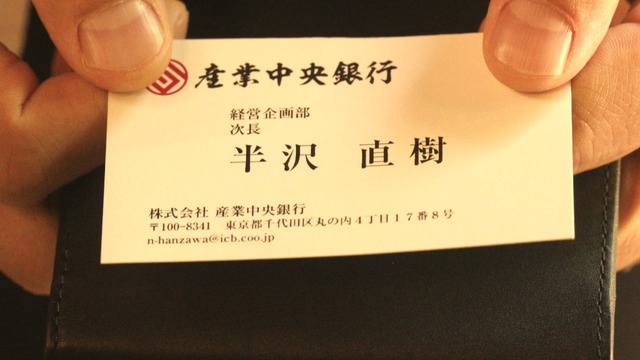 産業中央銀行
経営企画部
次長
半沢 直樹
株式会社 産業中央銀行
〒100-8341 東京都千代田区丸の内4丁目17番8号
n-hanzawa@icb.coo.jp